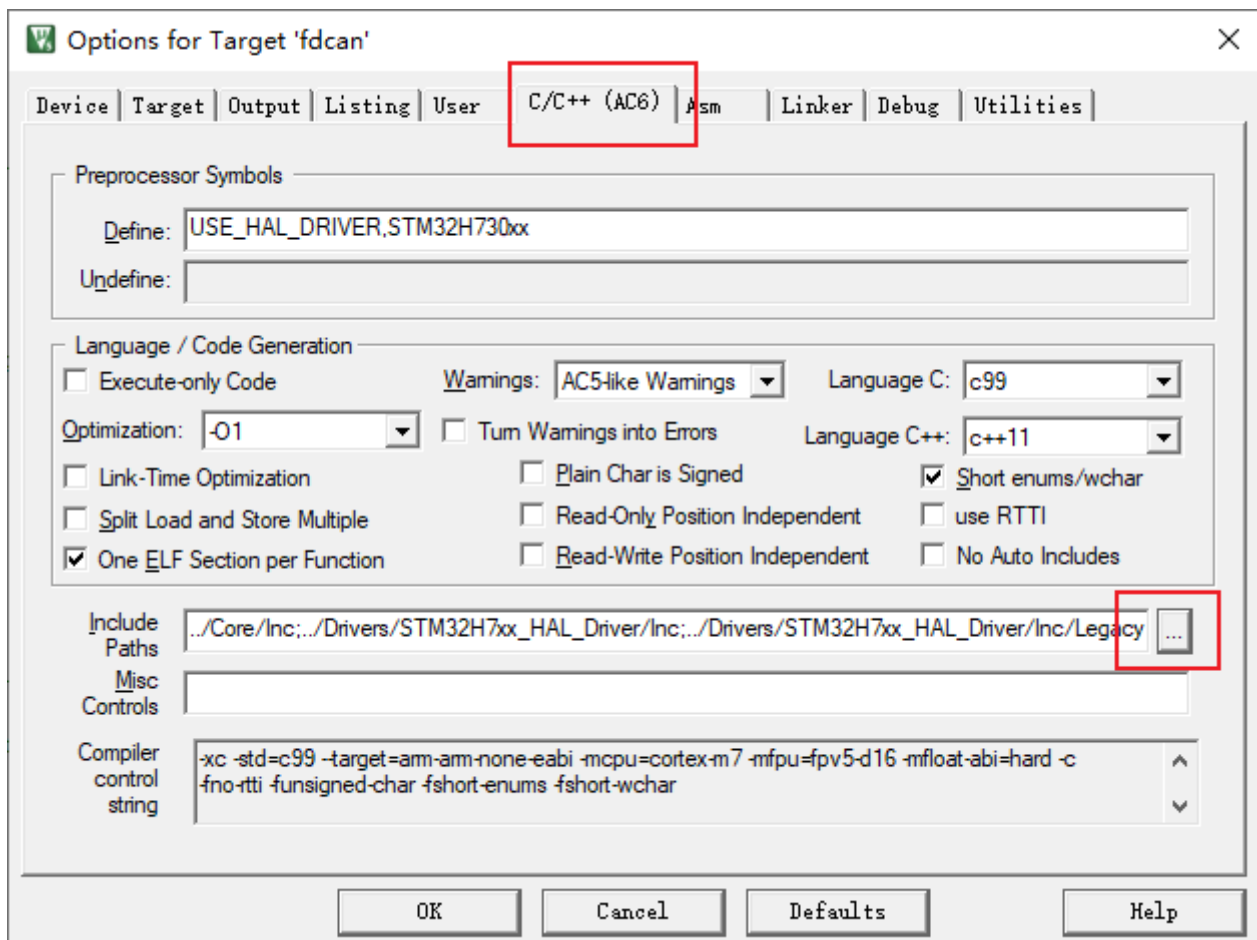 Options for Target 'fdcan'
Device Target Output Listing User C/C++ (AC6) Asm Linker Debug Utilities
Preprocessor Symbols
Define: USE_HAL_DRIVER,STM32H730xx
Undefine:
Language / Code Generation
Execute-only Code Warnings: AC5-like Warnings Language C: c99
Optimization: -O1 Turn Warnings into Errors Language C++: c++11
Link-Time Optimization Plain Char is Signed Short enums/wchar
Split Load and Store Multiple Read-Only Position Independent use RTTI
One ELF Section per Function Read-Write Position Independent No Auto Includes
Include
Paths
../Core/Inc;../Drivers/STM32H7xx_HAL_Driver/Inc;../Drivers/STM32H7xx_HAL_Driver/Inc/Legacy ...
Misc
Controls
Compiler
control
string
-xc -std=c99 --target=arm-arm-none-eabi -mcpu=cortex-m7 -mfpu=fpv5-d16 -mfloat-abi=hard -c
-fno-rtti -funsigned-char -fshort-enums -fshort-wchar
OK Cancel Defaults Help